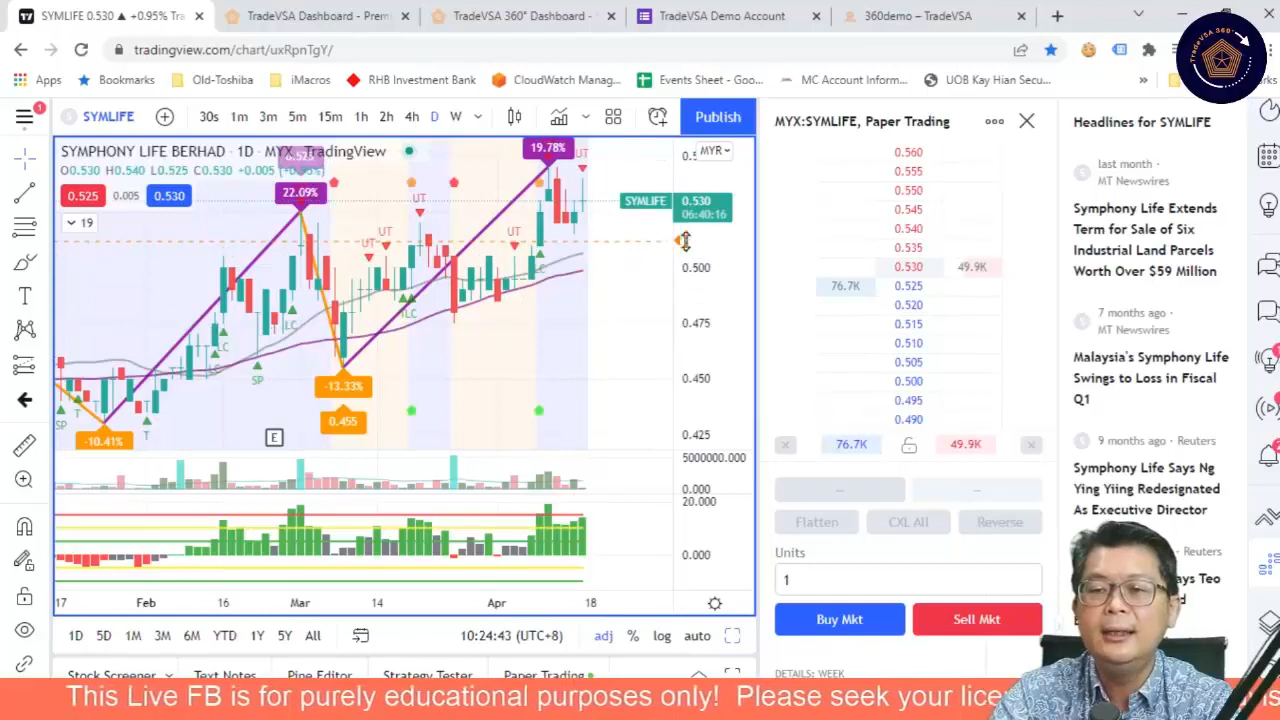 SYMLIFE 0.530 ▲ +0.95% Tra
TradeVSA Dashboard - Prem
TradeVSA 360° Dashboard -
TradeVSA Demo Account
360demo – TradeVSA
tradingview.com/chart/uxRpnTgY/
Apps
Bookmarks
Old-Toshiba
iMacros
RHB Investment Bank
CloudWatch Manag...
Events Sheet - Goo...
MC Account Inform...
UOB Kay Hian Secu...
TradeVSA 360°
1
SYMLIFE
30s 1m 3m 5m 15m 1h 2h 4h D W
Publish
SYMPHONY LIFE BERHAD · 1D · MYX · TradingView
O0.530 H0.540 L0.525 C0.530 +0.005
0.525
0.005
0.530
19
MYR
19.78%
22.09%
UT
UT
UT
UT
UT
SYMLIFE
0.530
06:40:16
0.500
0.475
0.450
0.425
LC
LC
LC
SP
SP
T
T
-10.41%
-13.33%
0.455
E
5000000.000
0.000
20.000
0.000
17 Feb 16 Mar 14 Apr 18
1D 5D 1M 3M 6M YTD 1Y 5Y All
10:24:43 (UTC+8)
adj % log auto
Stock Screener
Text Notes
Pine Editor
Strategy Tester
Paper Trading
MYX:SYMLIFE, Paper Trading
0.560
0.555
0.550
0.545
0.540
0.535
0.530 49.9K
76.7K 0.525
0.520
0.515
0.510
0.505
0.500
0.495
0.490
76.7K
49.9K
Flatten
CXL All
Reverse
Units
1
Buy Mkt
Sell Mkt
DETAILS: WEEK
Headlines for SYMLIFE
last month ·
MT Newswires
Symphony Life Extends
Term for Sale of Six
Industrial Land Parcels
Worth Over $59 Million
7 months ago ·
MT Newswires
Malaysia's Symphony Life
Swings to Loss in Fiscal
Q1
9 months ago · Reuters
Symphony Life Says Ng
Ying Yiing Redesignated
As Executive Director
· Reuters
Teo
This Live FB is for purely educational purposes only! Please seek your